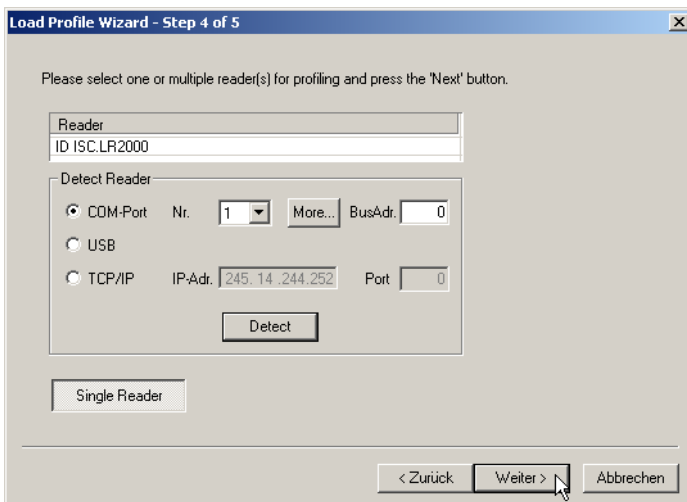 Load Profile Wizard - Step 4 of 5
Please select one or multiple reader(s) for profiling and press the 'Next' button.
Reader
ID ISC.LR2000
Detect Reader
COM-Port Nr. 1 More... BusAdr. 0
USB
TCP/IP IP-Adr. 245. 14 .244.252 Port 0
Detect
Single Reader
< Zurück Weiter > Abbrechen